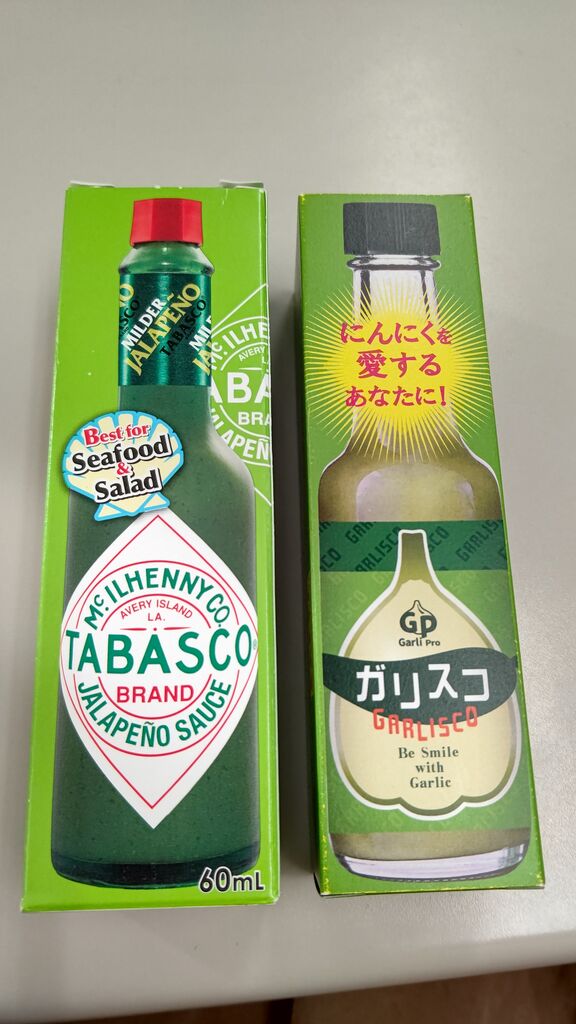 MILDER~
JALAPEÑO
TABASCO
Best for
Seafood
&
Salad
McILHENNY CO.
AVERY ISLAND
LA.
TABASCO®
BRAND
JALAPEÑO SAUCE
60mL
にんにくを
愛する
あなたに!
GARLISCO
GP
Garli Pro
ガリスコ
GARLISCO
Be Smile
with
Garlic